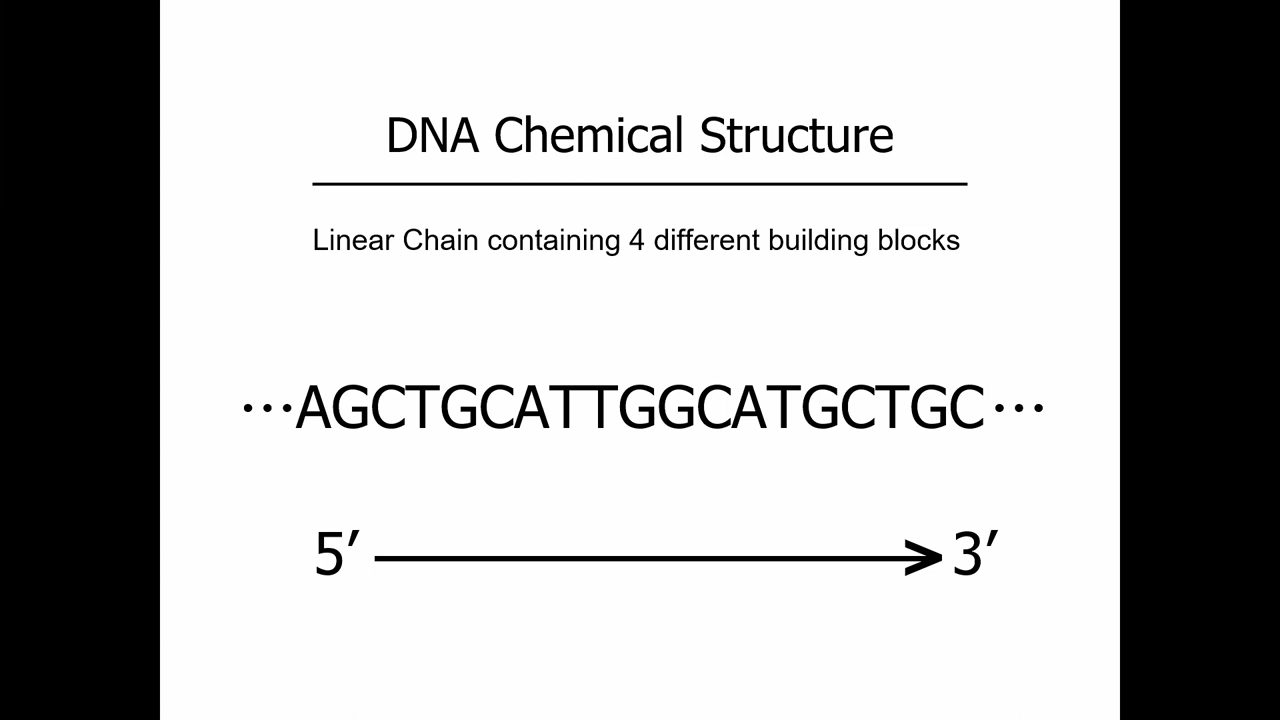 DNA Chemical Structure
Linear Chain containing 4 different building blocks
···AGCTGCATTGGCATGCTGC···
5′ 3′